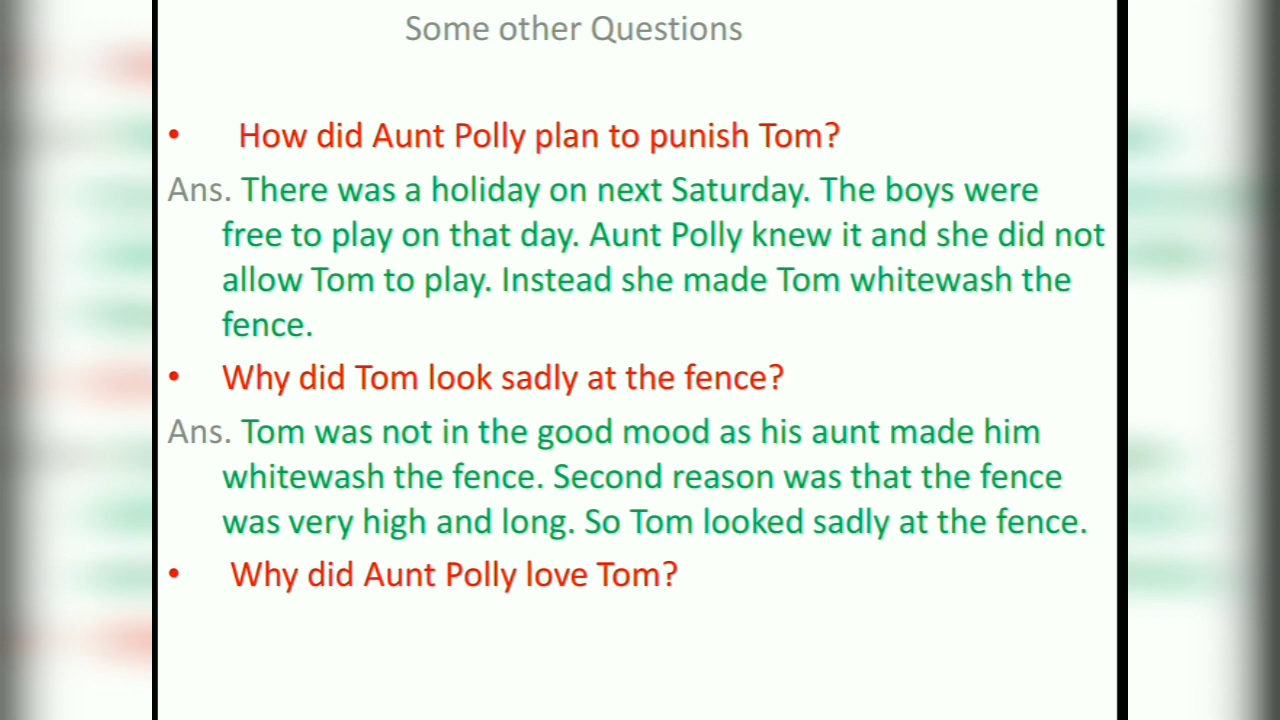 Some other Questions
• How did Aunt Polly plan to punish Tom?
Ans. There was a holiday on next Saturday. The boys were
free to play on that day. Aunt Polly knew it and she did not
allow Tom to play. Instead she made Tom whitewash the
fence.
• Why did Tom look sadly at the fence?
Ans. Tom was not in the good mood as his aunt made him
whitewash the fence. Second reason was that the fence
was very high and long. So Tom looked sadly at the fence.
• Why did Aunt Polly love Tom?